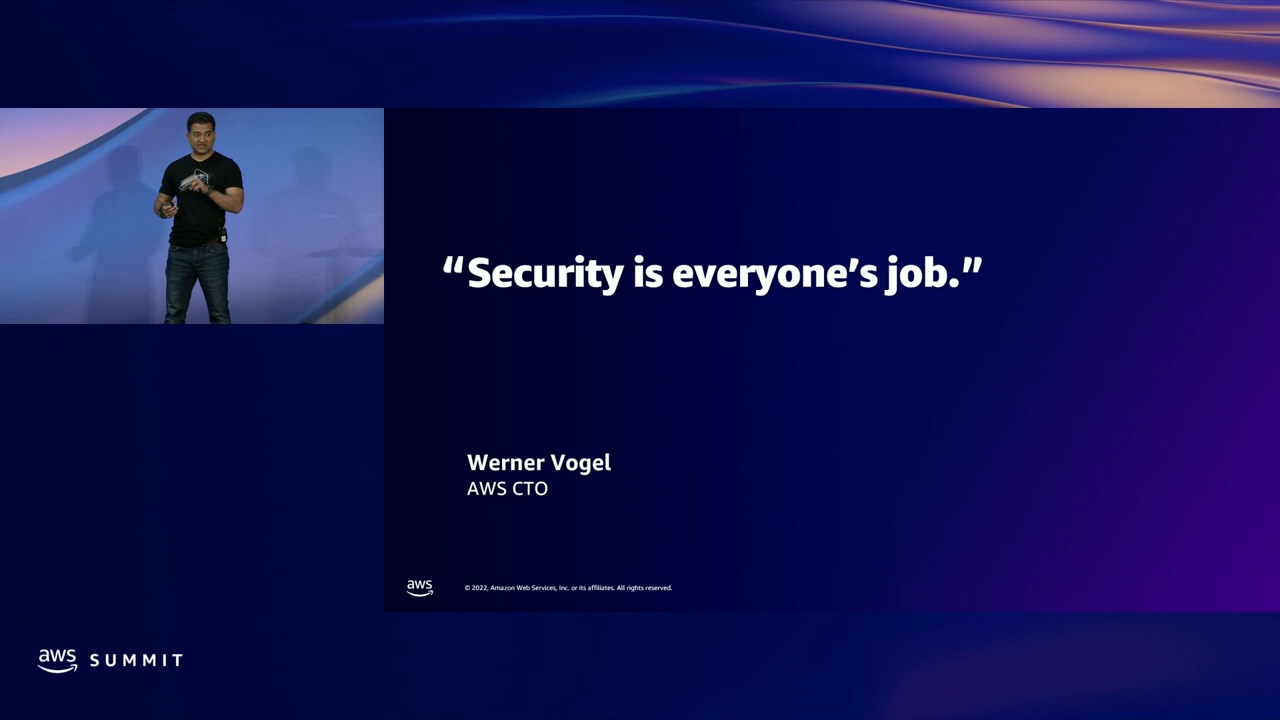 “Security is everyone’s job.”
Werner Vogel
AWS CTO
aws
© 2022, Amazon Web Services, Inc. or its affiliates. All rights reserved.
aws SUMMIT